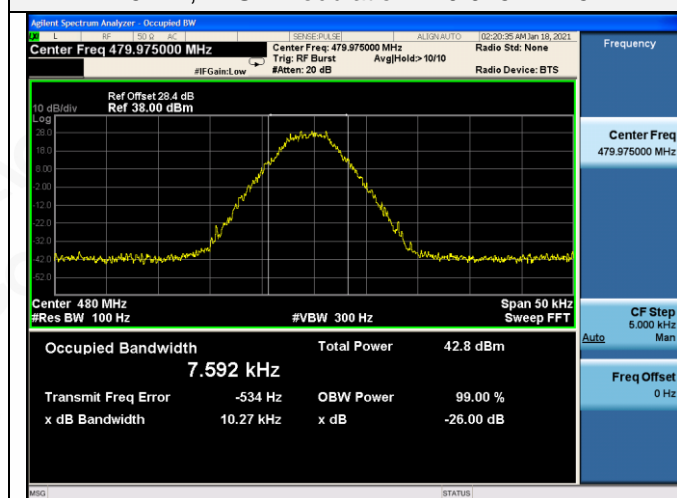 Agilent Spectrum Analyzer - Occupied BW
L RF 50 Ω AC SENSE:PULSE ALIGN AUTO 02:20:35 AM Jan 18, 2021
Center Freq 479.975000 MHz Center Freq: 479.975000 MHz Radio Std: None Frequency
Trig: RF Burst Avg|Hold:> 10/10
#IFGain:Low #Atten: 20 dB Radio Device: BTS
Ref Offset 28.4 dB
10 dB/div Ref 38.00 dBm
Log
28.0
18.0
8.00
-2.00
-12.0
-22.0
-32.0
-42.0
-52.0
Center Freq
479.975000 MHz
Center 480 MHz Span 50 kHz
#Res BW 100 Hz #VBW 300 Hz Sweep FFT
CF Step
5.000 kHz
Auto Man
Occupied Bandwidth Total Power 42.8 dBm
7.592 kHz
Transmit Freq Error -534 Hz OBW Power 99.00 %
x dB Bandwidth 10.27 kHz x dB -26.00 dB
Freq Offset
0 Hz
MSG STATUS